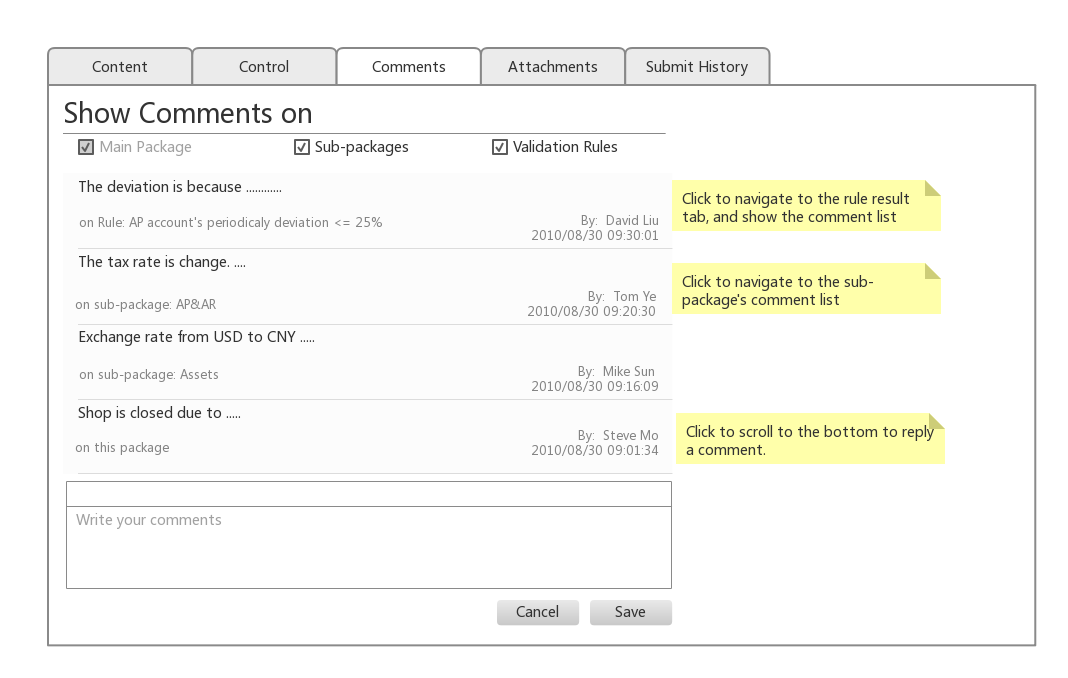 Content
Control
Comments
Attachments
Submit History
Show Comments on
Main Package
Sub-packages
Validation Rules
The deviation is because ............
on Rule: AP account's periodicaly deviation <= 25%
By: David Liu
2010/08/30 09:30:01
Click to navigate to the rule result
tab, and show the comment list
The tax rate is change. ....
on sub-package: AP&AR
By: Tom Ye
2010/08/30 09:20:30
Click to navigate to the sub-
package's comment list
Exchange rate from USD to CNY .....
on sub-package: Assets
By: Mike Sun
2010/08/30 09:16:09
Shop is closed due to .....
on this package
By: Steve Mo
2010/08/30 09:01:34
Click to scroll to the bottom to reply
a comment.
Write your comments
Cancel
Save